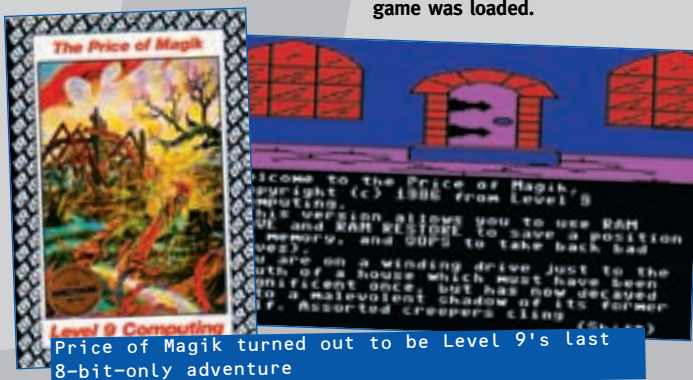 game was loaded.
The Price of Magik
Level 9 Computing
elcome to the Price of Magik,
pyright (c) 1986 from Level 9
mputing.
his version allows you to use RAM
and RAM RESTORE to save a position
memory, and OOPS to take back bad
ves).
are on a winding drive just to the
th of a house which must have been
nificent once, but has now decayed
o a malevolent shadow of its former
f. Assorted creepers cling
Price of Magik turned out to be Level 9's last
8-bit-only adventure